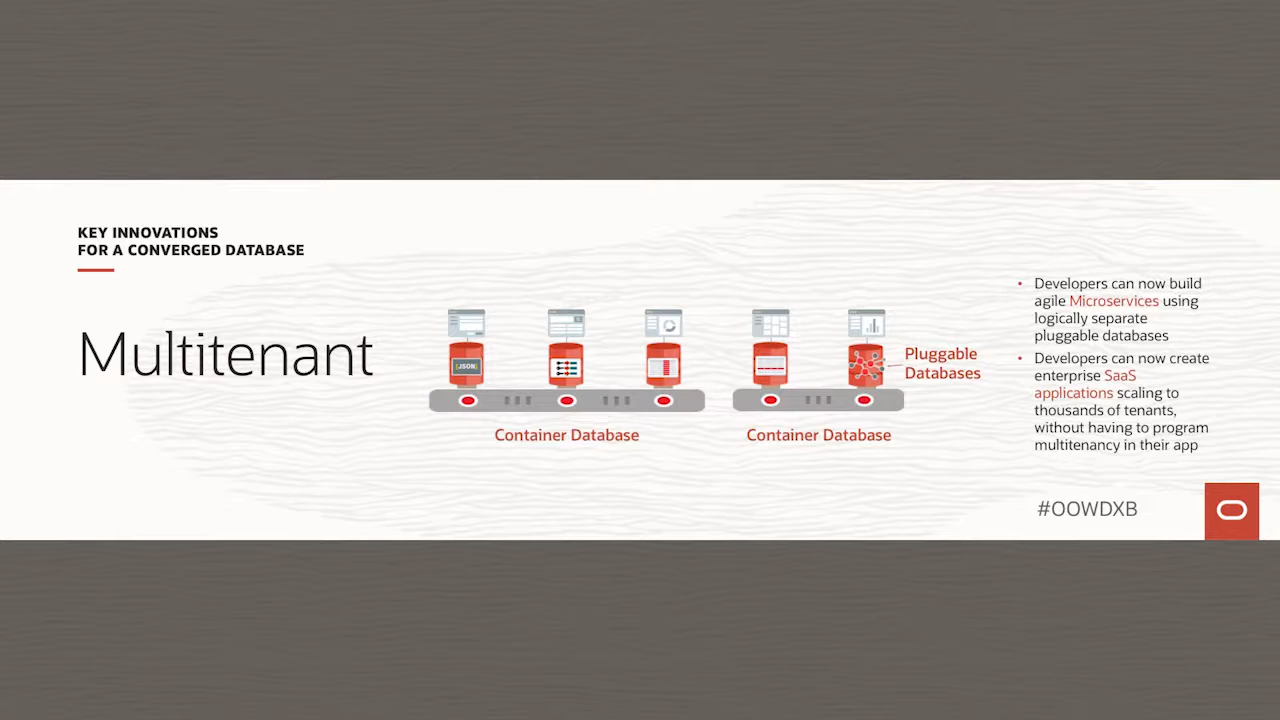 KEY INNOVATIONS
FOR A CONVERGED DATABASE
Multitenant
{JSON}
Pluggable
Databases
Container Database
Container Database
• Developers can now build
agile Microservices using
logically separate
pluggable databases
• Developers can now create
enterprise SaaS
applications scaling to
thousands of tenants,
without having to program
multitenancy in their app
#OOWDXB